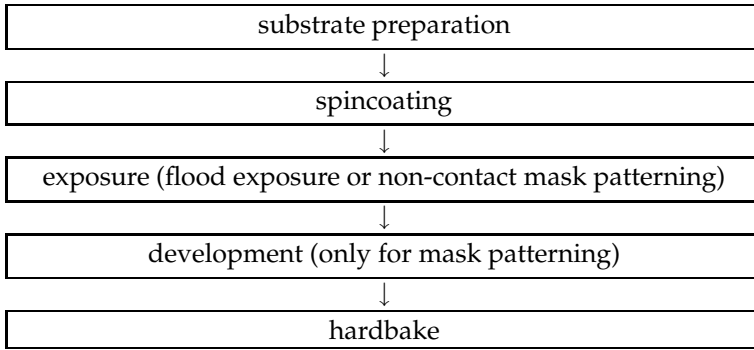 substrate preparation
↓
spincoating
↓
exposure (flood exposure or non-contact mask patterning)
↓
development (only for mask patterning)
↓
hardbake